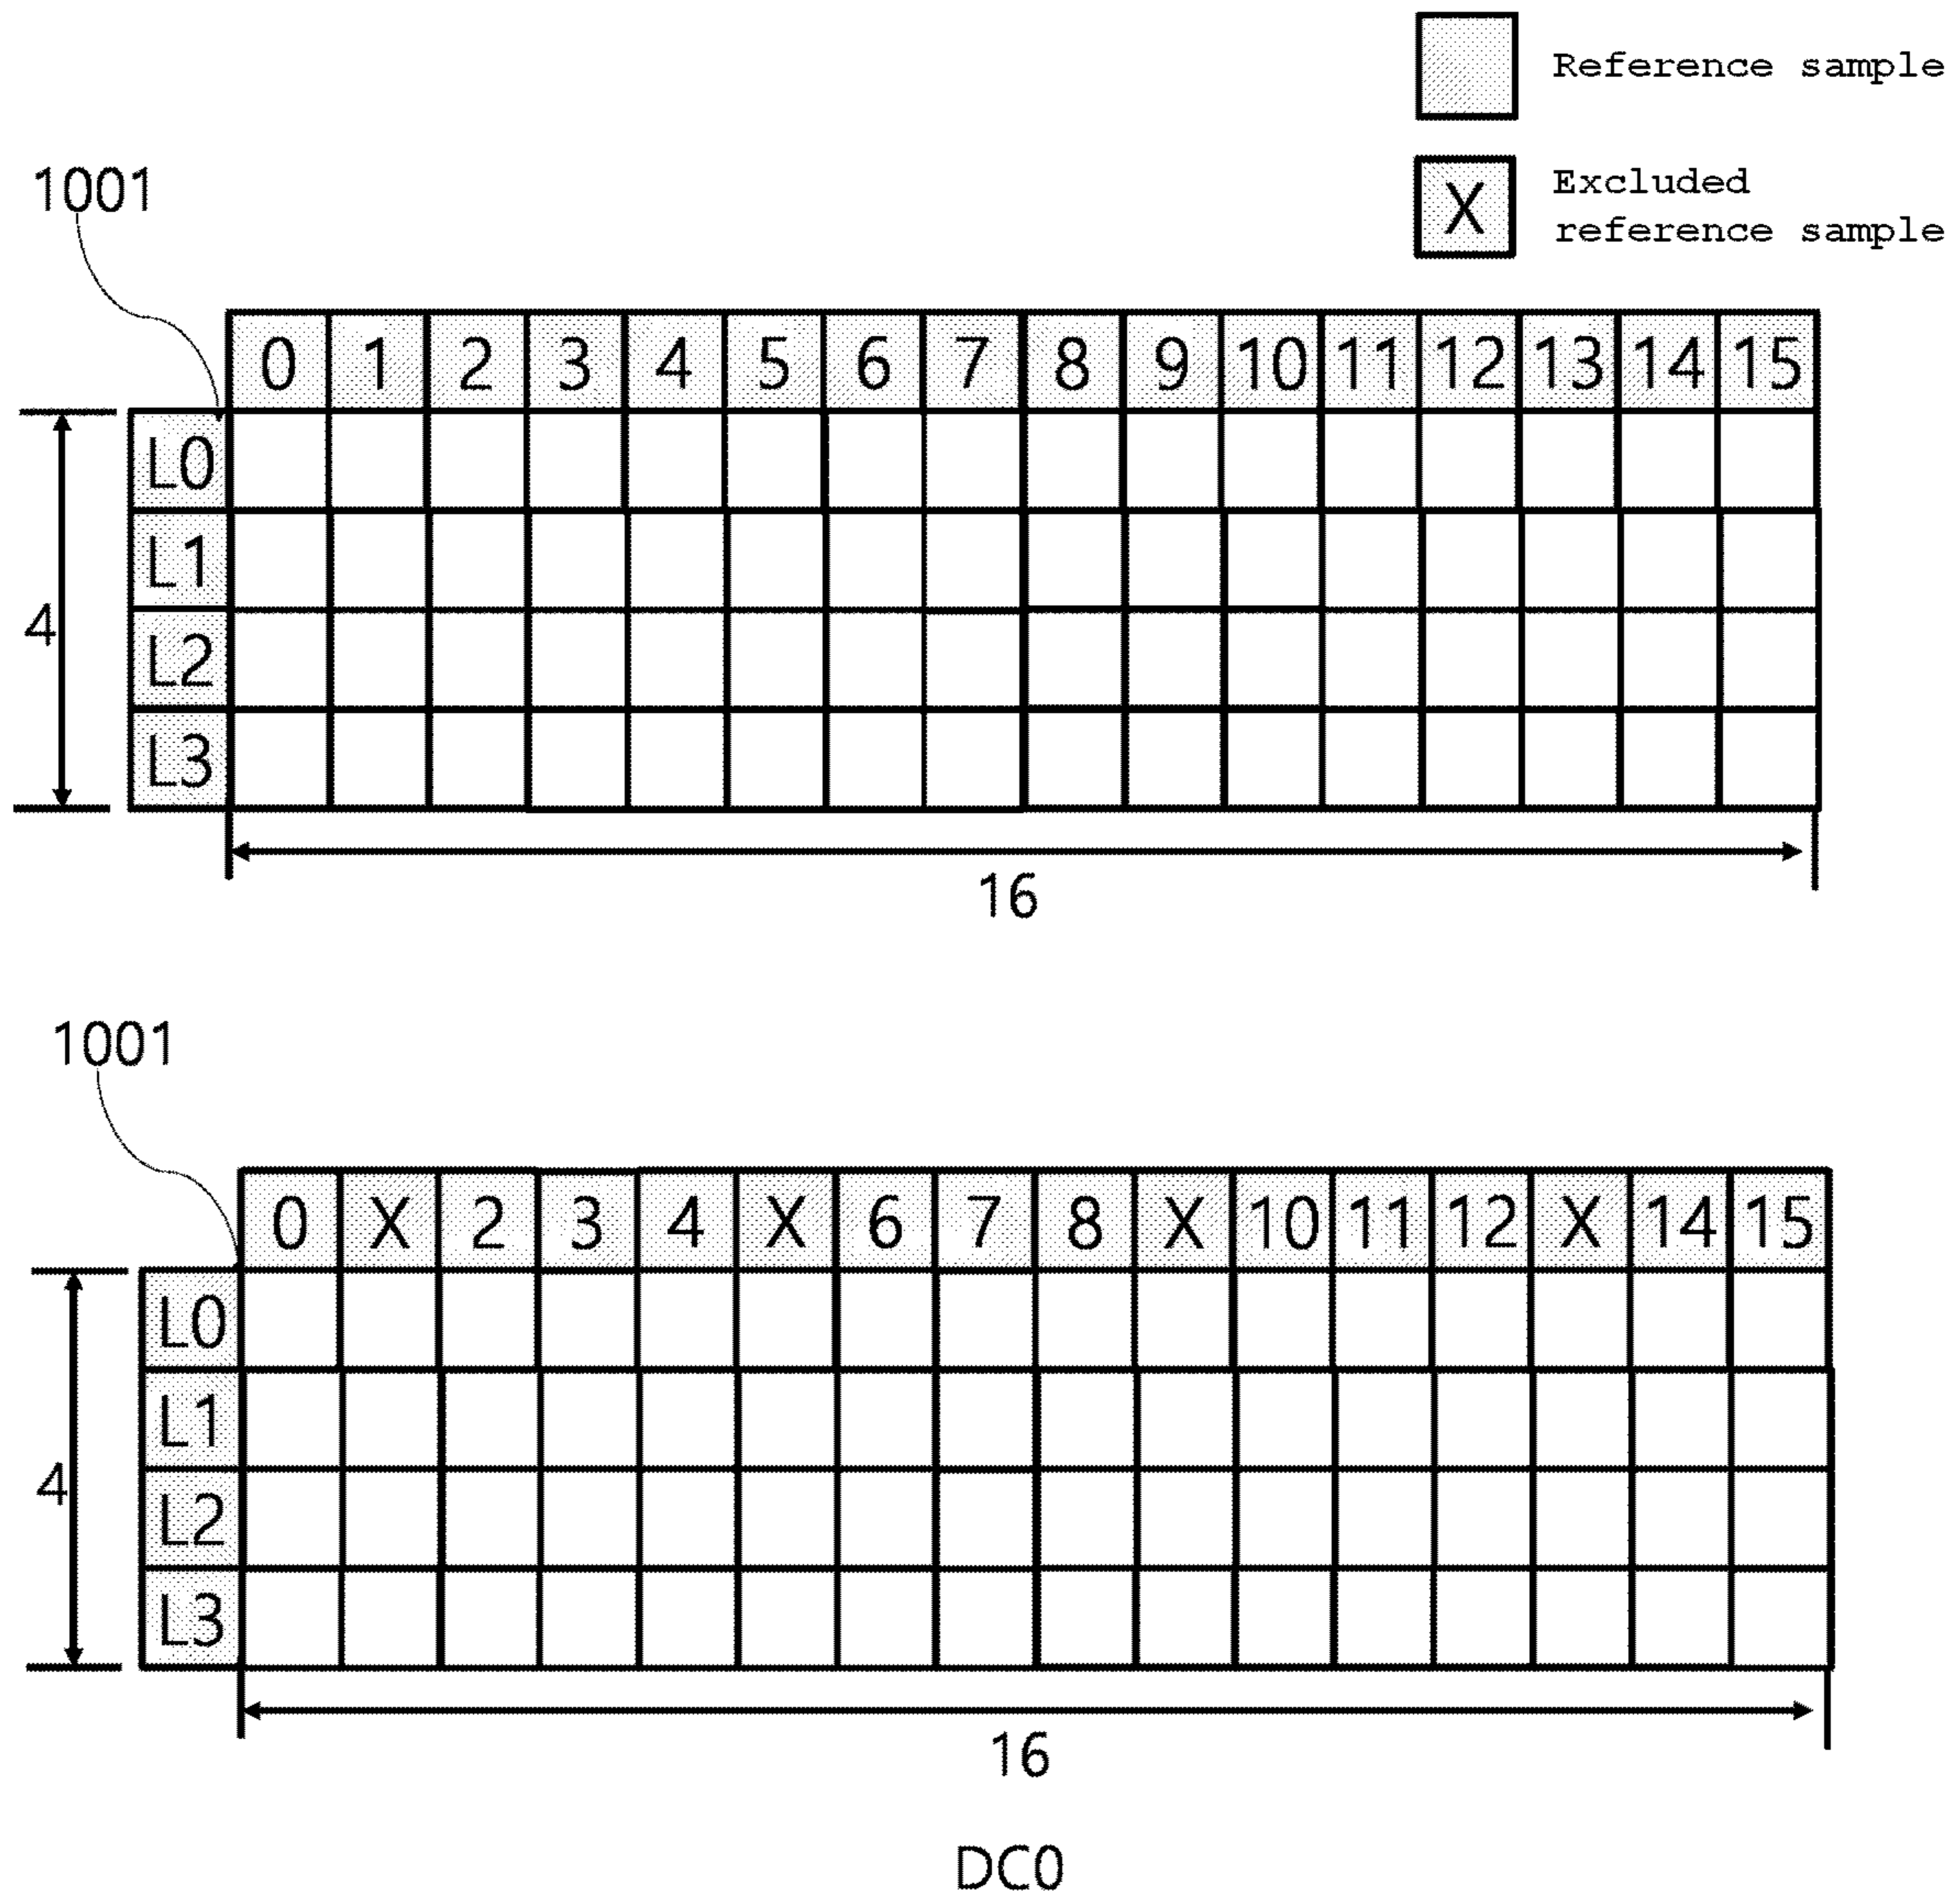 Reference sample
X Excluded
reference sample
1001
0 1 2 3 4 5 6 7 8 9 10 11 12 13 14 15
L0
L1
4
L2
L3
16
1001
0 X 2 3 4 X 6 7 8 X 10 11 12 X 14 15
L0
L1
4
L2
L3
16
DC0